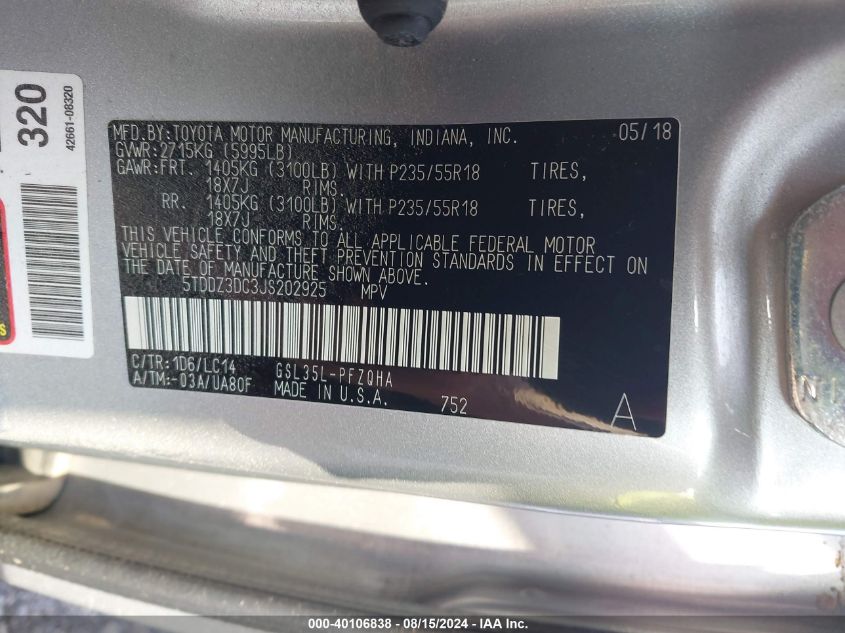 320
42661-08320
MFD.BY:TOYOTA MOTOR MANUFACTURING, INDIANA, INC. 05/18
GVWR:2715KG (5995LB)
GAWR:FRT. 1405KG (3100LB) WITH P235/55R18 TIRES,
18X7J RIMS.
RR. 1405KG (3100LB) WITH P235/55R18 TIRES,
18X7J RIMS.
THIS VEHICLE CONFORMS TO ALL APPLICABLE FEDERAL MOTOR
VEHICLE SAFETY AND THEFT PREVENTION STANDARDS IN EFFECT ON
THE DATE OF MANUFACTURE SHOWN ABOVE.
5TDDZ3DC3JS202925 MPV
C/TR:1D6/LC14 GSL35L-PFZQHA
A/TM:-03A/UA80F MADE IN U.S.A. 752 A
000-40106838 - 08/15/2024 - https://iaai.com/